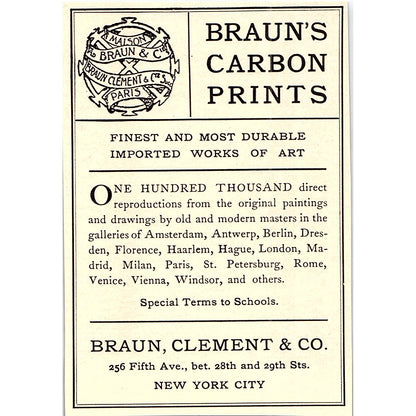 MAISON
BRAUN & Cie
BRAUN CLÉMENT & Cie Srs
PARIS
BRAUN'S
CARBON
PRINTS
FINEST AND MOST DURABLE
IMPORTED WORKS OF ART
ONE HUNDRED THOUSAND direct
reproductions from the original paintings
and drawings by old and modern masters in the
galleries of Amsterdam, Antwerp, Berlin, Dres-
den, Florence, Haarlem, Hague, London, Ma-
drid, Milan, Paris, St. Petersburg, Rome,
Venice, Vienna, Windsor, and others.
Special Terms to Schools.
BRAUN, CLEMENT & CO.
256 Fifth Ave., bet. 28th and 29th Sts.
NEW YORK CITY